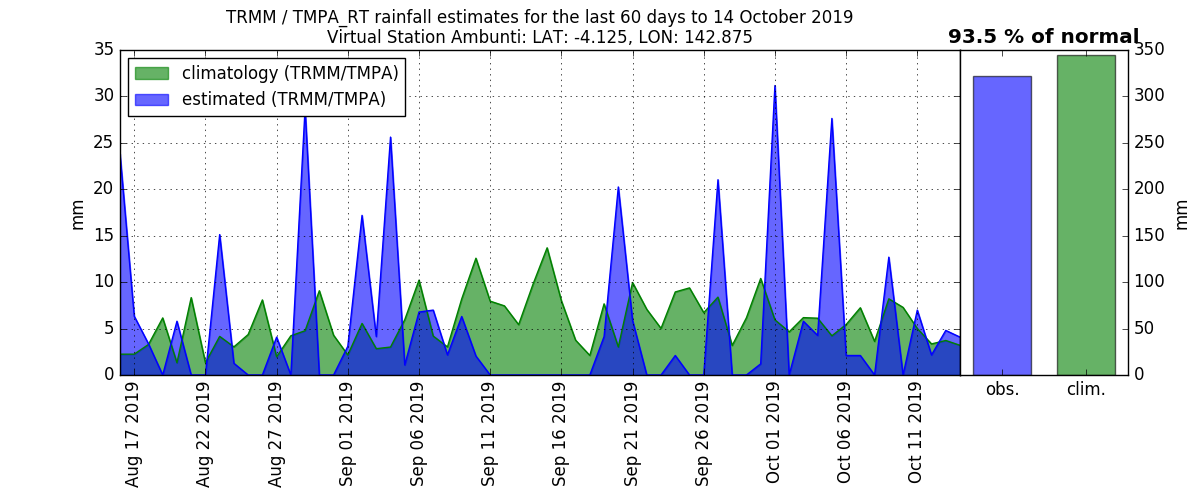 TRMM / TMPA_RT rainfall estimates for the last 60 days to 14 October 2019
Virtual Station Ambunti: LAT: -4.125, LON: 142.875
93.5 % of normal
climatology (TRMM/TMPA)
estimated (TRMM/TMPA)
mm
35
30
25
20
15
10
5
0
Aug 17 2019
Aug 22 2019
Aug 27 2019
Sep 01 2019
Sep 06 2019
Sep 11 2019
Sep 16 2019
Sep 21 2019
Sep 26 2019
Oct 01 2019
Oct 06 2019
Oct 11 2019
obs.
clim.
350
300
250
200
150
100
50
0
mm